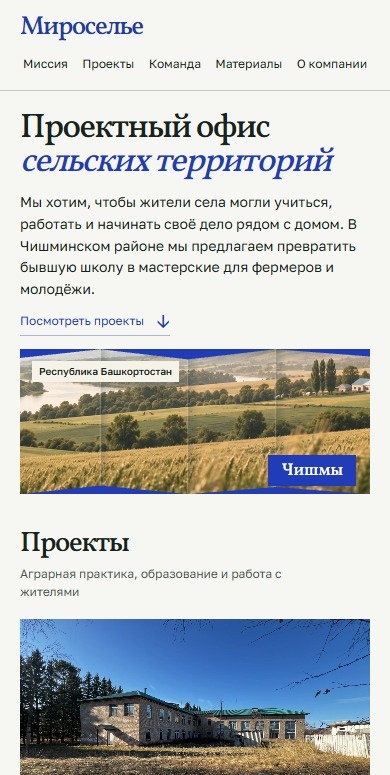 Мироселье
Миссия Проекты Команда Материалы О компании
Проектный офис
сельских территорий
Мы хотим, чтобы жители села могли учиться,
работать и начинать своё дело рядом с домом. В
Чишминском районе мы предлагаем превратить
бывшую школу в мастерские для фермеров и
молодёжи.
Посмотреть проекты ↓
Республика Башкортостан
Чишмы
Проекты
Аграрная практика, образование и работа с
жителями